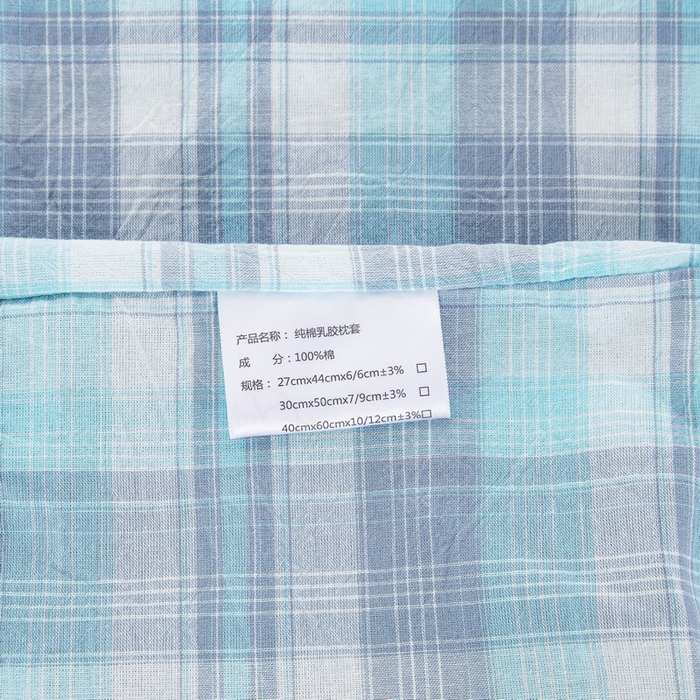 产品名称： 纯棉乳胶枕套
成 分：100%棉
规格： 27cmx44cmx6/6cm±3% □
30cmx50cmx7/9cm±3% □
40cmx60cmx10/12cm±3%□